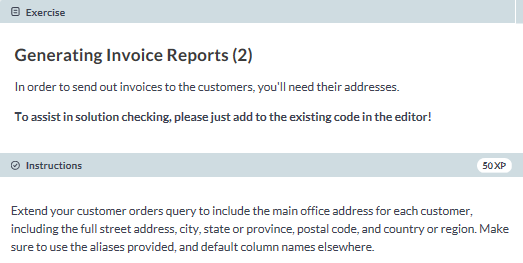 Exercise
Generating Invoice Reports (2)
In order to send out invoices to the customers, you'll need their addresses.
To assist in solution checking, please just add to the existing code in the editor!
Instructions
50 XP
Extend your customer orders query to include the main office address for each customer,
including the full street address, city, state or province, postal code, and country or region. Make
sure to use the aliases provided, and default column names elsewhere.